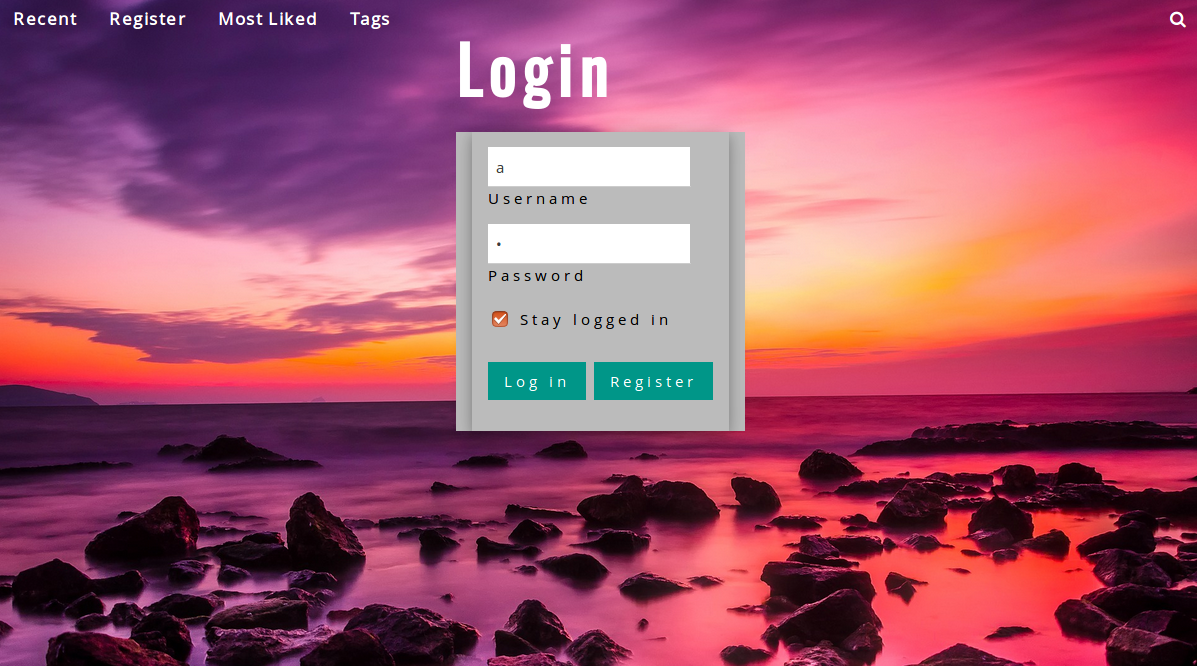 Recent Register Most Liked Tags
Login
a
Username
•
Password
Stay logged in
Log in Register